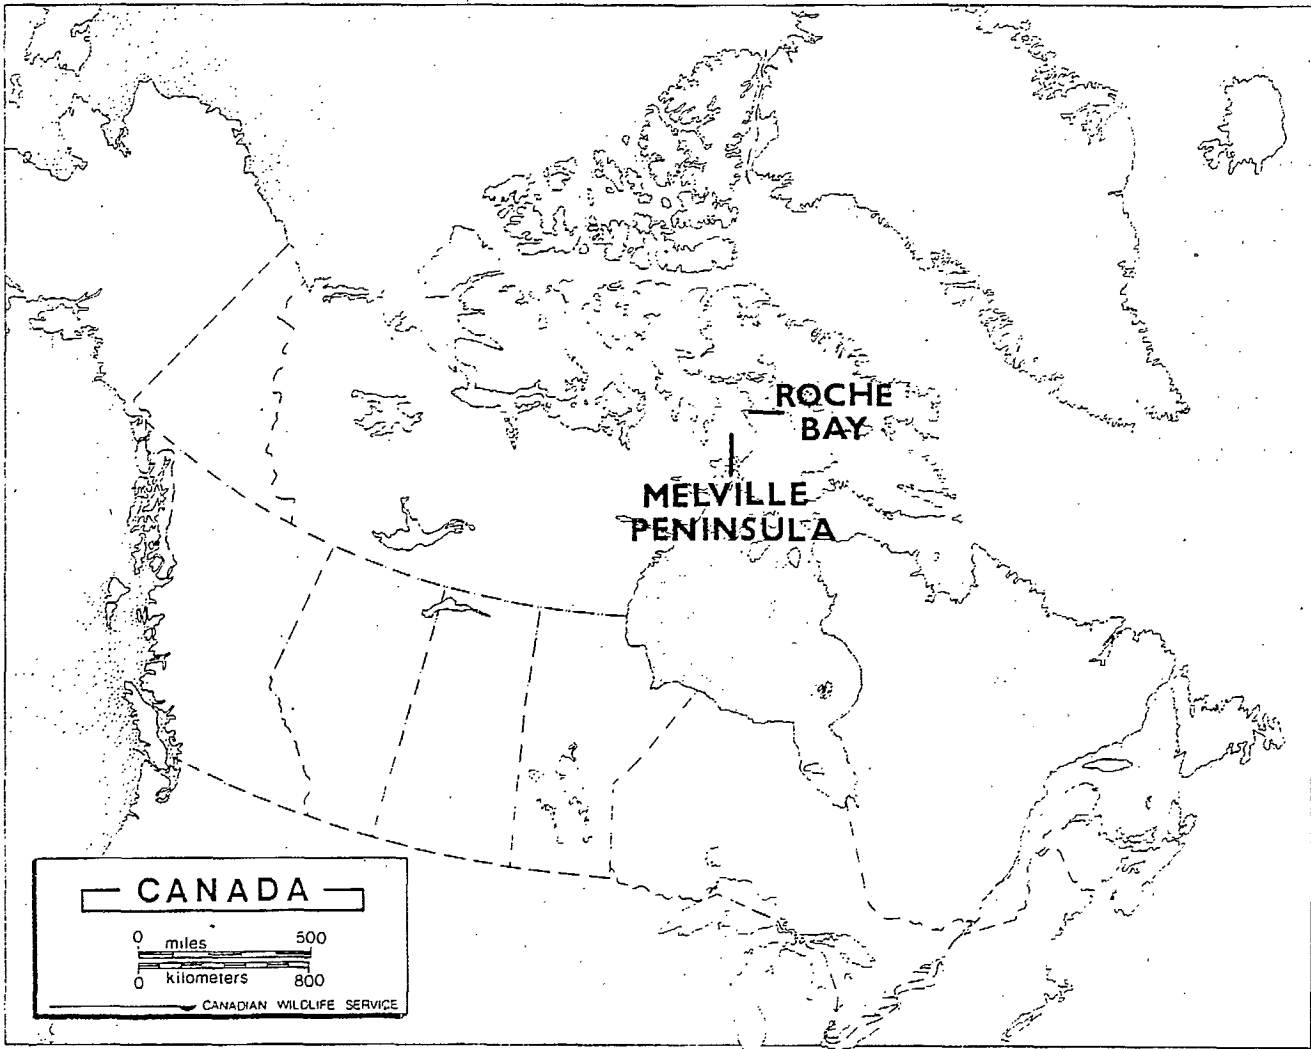 ROCHE
BAY
MELVILLE
PENINSULA
CANADA
0 miles 500
0 kilometers 800
CANADIAN WILDLIFE SERVICE